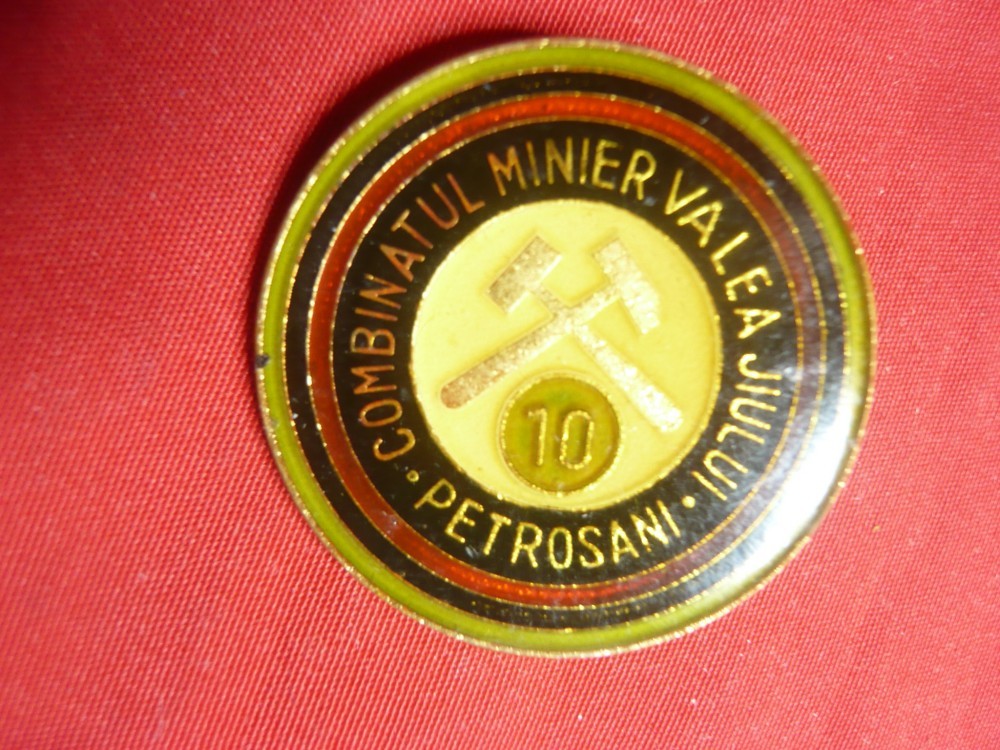 COMBINATUL MINIER VALEA JIULUI
· PETROSANI ·
10